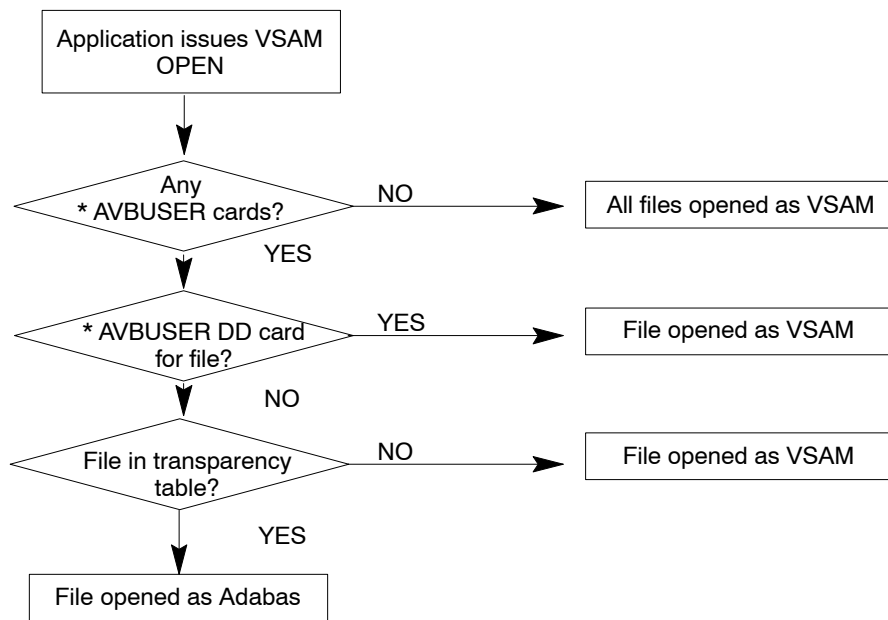 Application issues VSAM
OPEN
Any
* AVBUSER cards?
NO
All files opened as VSAM
YES
* AVBUSER DD card
for file?
YES
File opened as VSAM
NO
File in transparency
table?
NO
File opened as VSAM
YES
File opened as Adabas